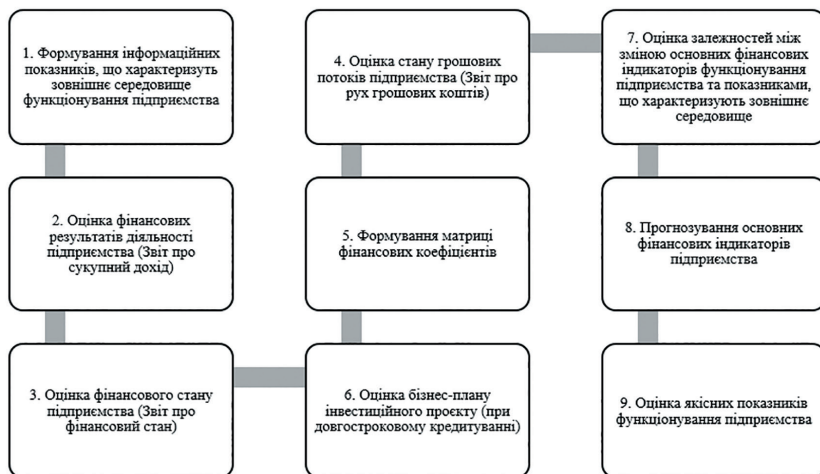 1. Формування інформаційних
показників, що характеризуть
зовнішнє середовище
функціонування підприємства
2. Оцінка фінансових
результатів діяльності
підприємства (Звіт про
сукупний дохід)
3. Оцінка фінансового стану
підприємства (Звіт про
фінансовий стан)
4. Оцінка стану грошових
потоків підприємства (Звіт про
рух грошових коштів)
5. Формування матриці
фінансових коефіцієнтів
6. Оцінка бізнес-плану
інвестиційного проєкту (при
довгостроковому кредитуванні)
7. Оцінка залежностей між
зміною основних фінансових
індикаторів функціонування
підприємства та показниками,
що характеризують зовнішнє
середовище
8. Прогнозування основних
фінансових індикаторів
підприємства
9. Оцінка якісних показників
функціонування підприємства